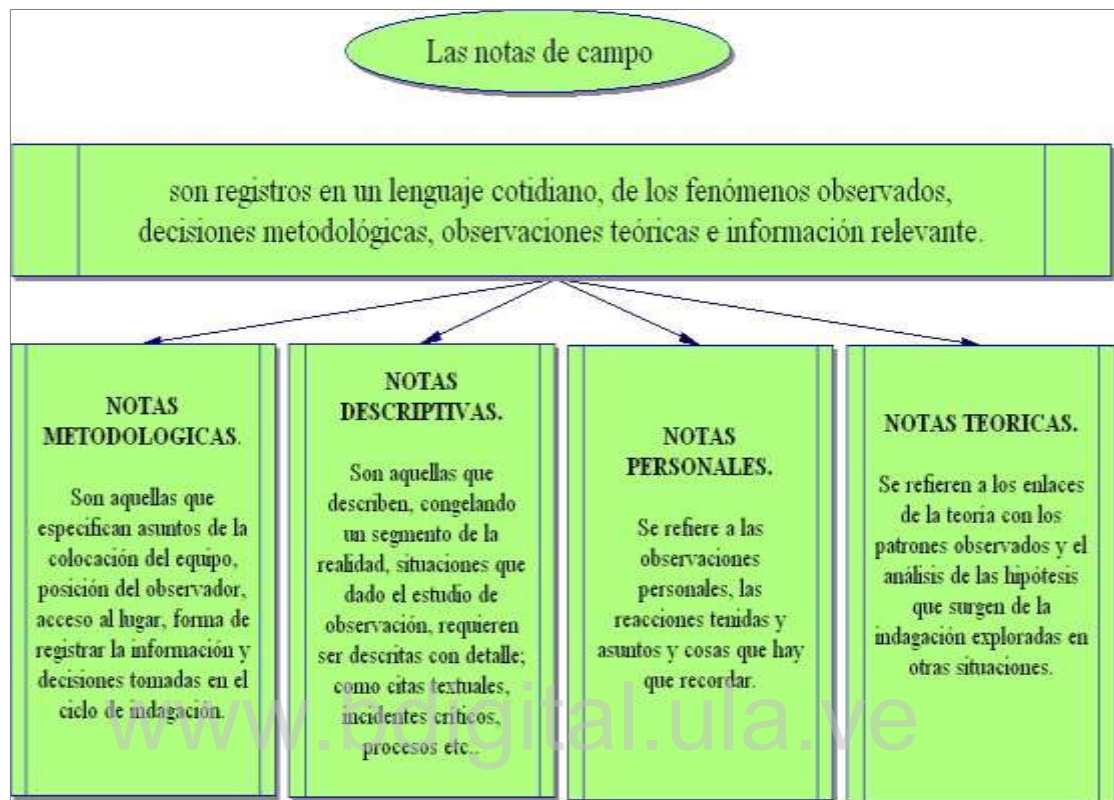 Las notas de campo
son registros en un lenguaje cotidiano, de los fenómenos observados,
decisiones metodológicas, observaciones teóricas e información relevante.
NOTAS
METODOLOGICAS.
Son aquellas que
especifican asuntos de la
colocación del equipo,
posición del observador,
acceso al lugar, forma de
registrar la información y
decisiones tomadas en el
ciclo de indagación.
NOTAS
DESCRIPTIVAS.
Son aquellas que
describen, congelando
un segmento de la
realidad, situaciones que
dado el estudio de
observación, requieren
ser descritas con detalle;
como citas textuales,
incidentes críticos,
procesos etc..
NOTAS
PERSONALES.
Se refiere a las
observaciones
personales, las
reacciones tenidas y
asuntos y cosas que hay
que recordar.
NOTAS TEORICAS.
Se refieren a los enlaces
de la teoría con los
patrones observados y el
análisis de las hipótesis
que surgen de la
indagación exploradas en
otras situaciones.
www.bdigital.ula.ve